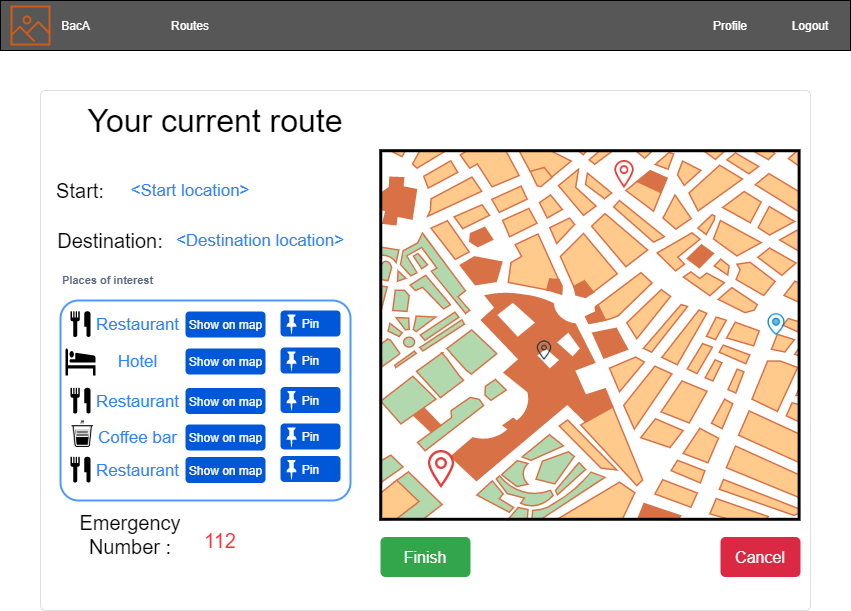 BacA Routes Profile Logout
Your current route
Start: <Start location>
Destination: <Destination location>
Places of interest
Restaurant Show on map Pin
Hotel Show on map Pin
Restaurant Show on map Pin
Coffee bar Show on map Pin
Restaurant Show on map Pin
Emergency
Number : 112
Finish Cancel